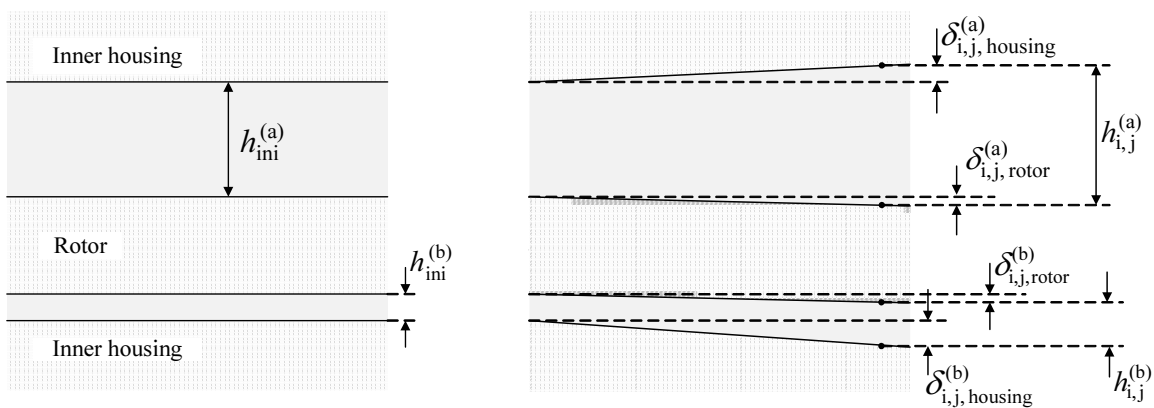 Inner housing
h_ini^(a)
Rotor
h_ini^(b)
Inner housing
δ_i,j,housing^(a)
h_i,j^(a)
δ_i,j,rotor^(a)
δ_i,j,rotor^(b)
δ_i,j,housing^(b)
h_i,j^(b)